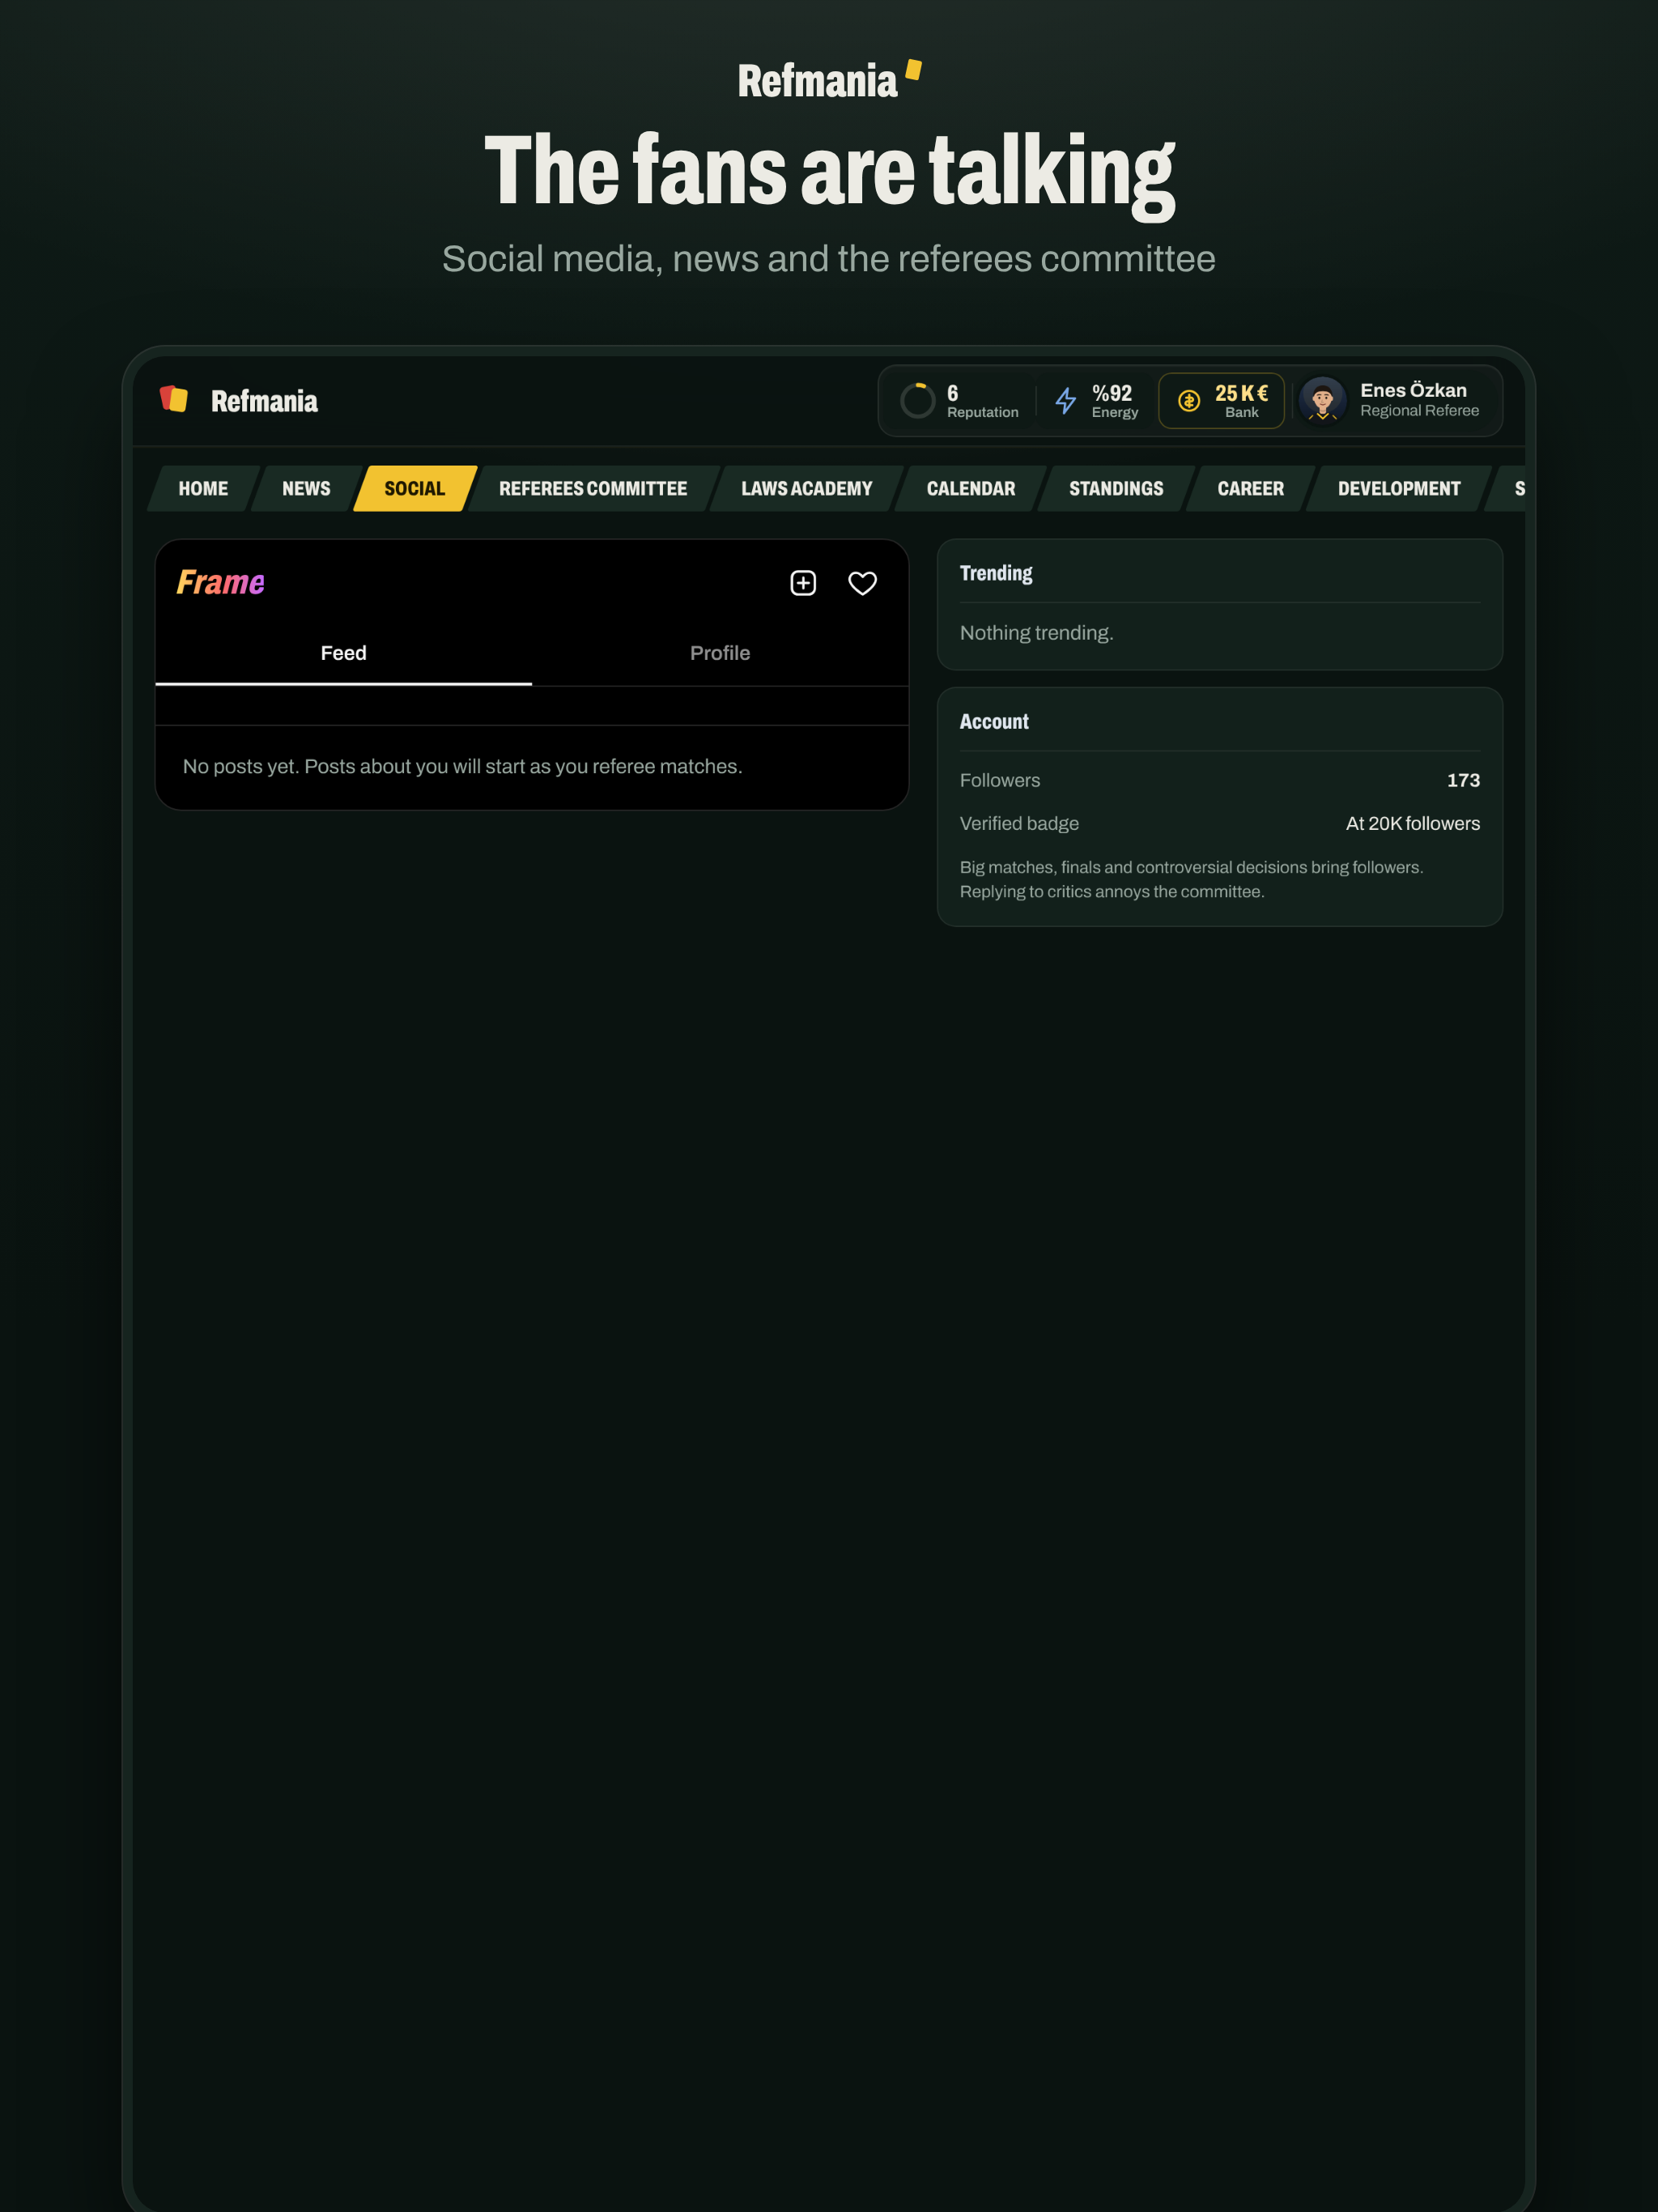 Refmania
The fans are talking
Social media, news and the referees committee
Refmania
6
Reputation
%92
Energy
25 K €
Bank
Enes Özkan
Regional Referee
HOME
NEWS
SOCIAL
REFEREES COMMITTEE
LAWS ACADEMY
CALENDAR
STANDINGS
CAREER
DEVELOPMENT
S
Frame
Feed
Profile
No posts yet. Posts about you will start as you referee matches.
Trending
Nothing trending.
Account
Followers
173
Verified badge
At 20K followers
Big matches, finals and controversial decisions bring followers.
Replying to critics annoys the committee.